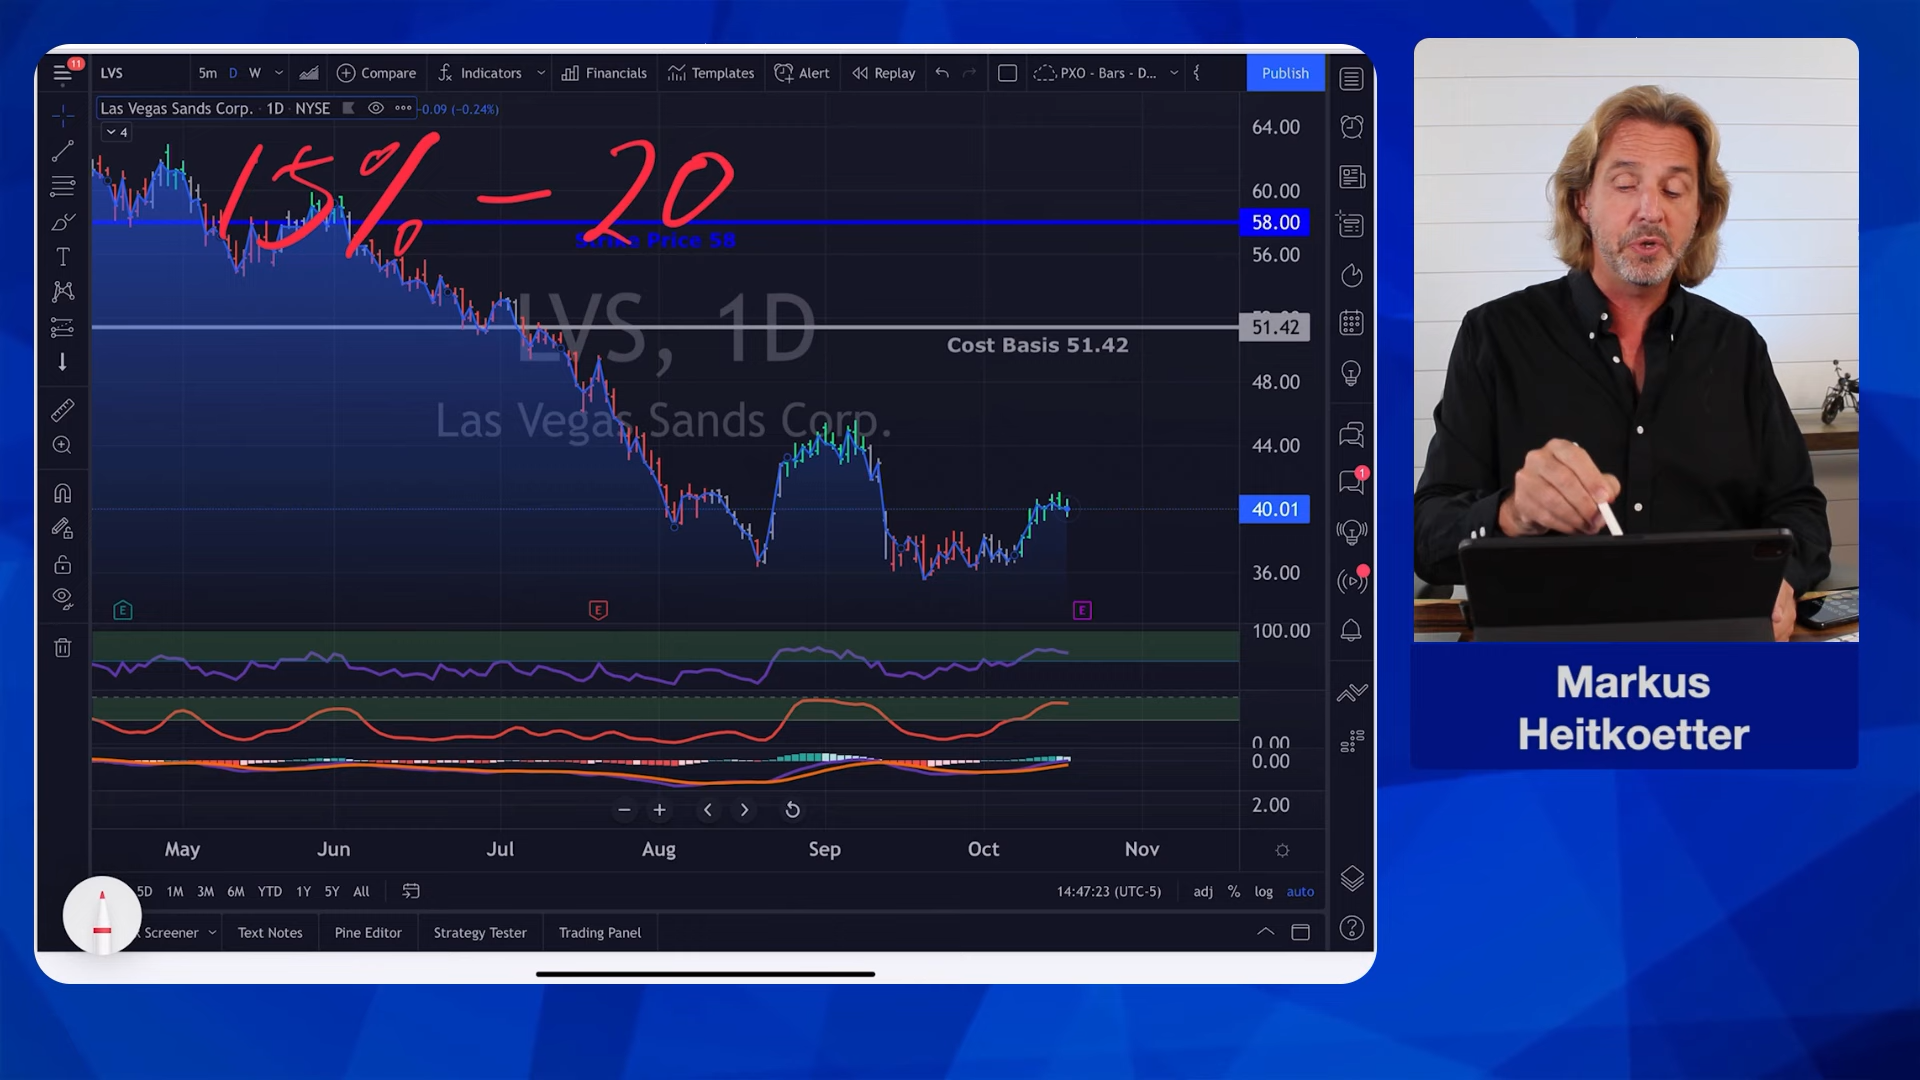 11
LVS 5m D W Compare Indicators Financials Templates Alert Replay PXO - Bars - D... Publish
Las Vegas Sands Corp. · 1D · NYSE -0.09 (-0.24%)
4
15% - 20
64.00
60.00
58.00
Strike Price 58
56.00
LVS, 1D
51.42
Cost Basis 51.42
48.00
Las Vegas Sands Corp.
44.00
1
40.01
36.00
E E E
100.00
0.00
0.00
2.00
May Jun Jul Aug Sep Oct Nov
5D 1M 3M 6M YTD 1Y 5Y All 14:47:23 (UTC-5) adj % log auto
Screener Text Notes Pine Editor Strategy Tester Trading Panel
Markus
Heitkoetter